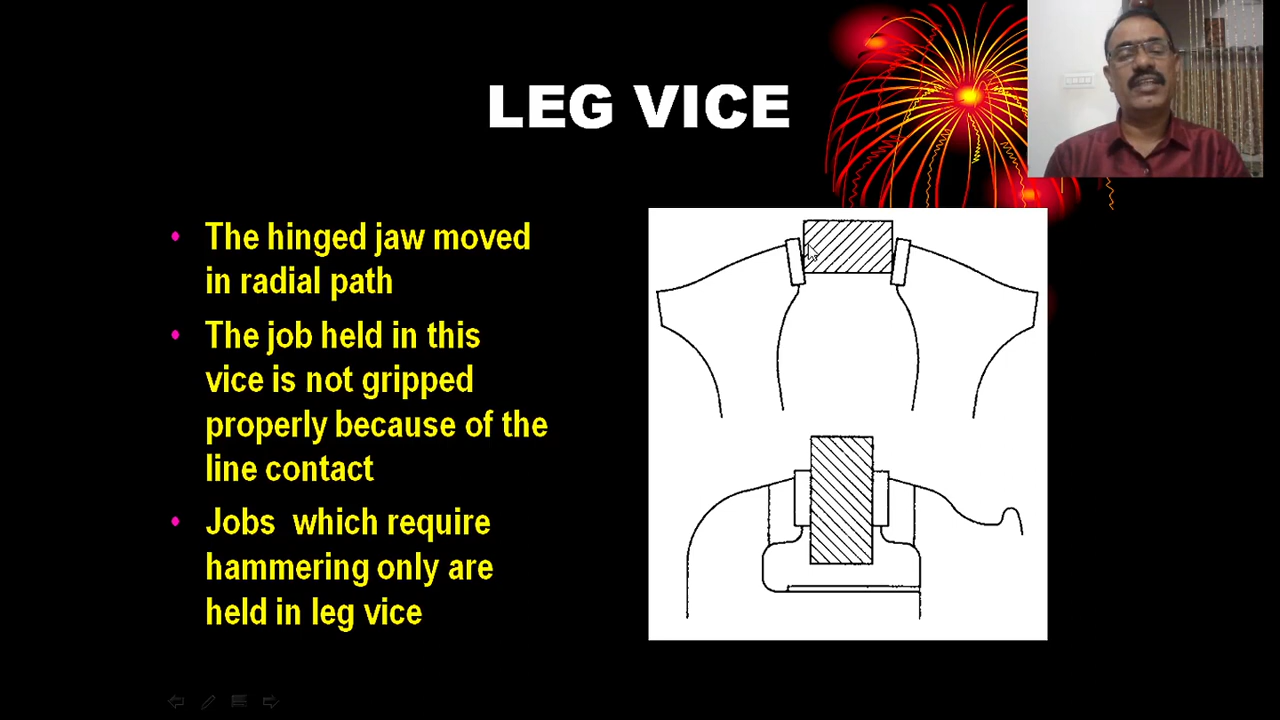 LEG VICE
• The hinged jaw moved
in radial path
• The job held in this
vice is not gripped
properly because of the
line contact
• Jobs  which require
hammering only are
held in leg vice